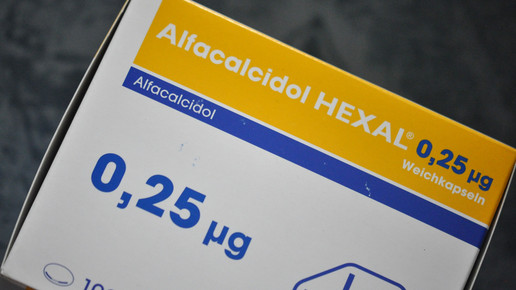 Alfacalcidol HEXAL® 0,25 µg
Weichkapseln
Alfacalcidol
0,25 µg